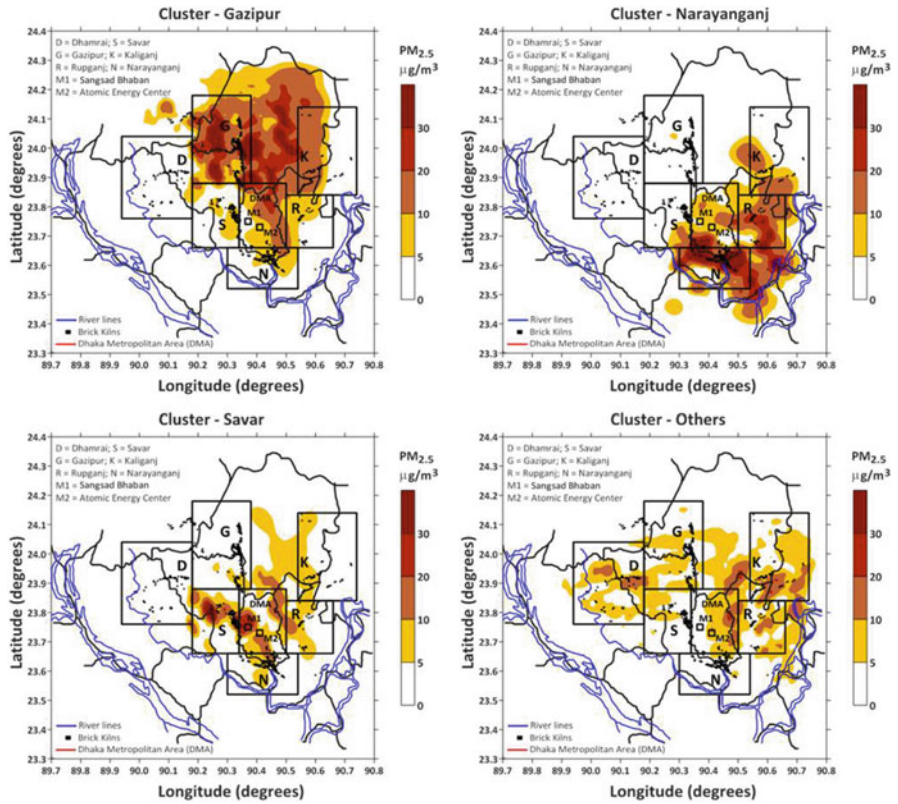 Cluster - Gazipur
24.4
24.3
24.2
24.1
24.0
23.9
23.8
23.7
23.6
23.5
23.4
23.3
Latitude (degrees)
D = Dhamrai; S = Savar
G = Gazipur; K = Kaliganj
R = Rupganj; N = Narayanganj
M1 = Sangsad Bhaban
M2 = Atomic Energy Center
G
D
K
DMA
M1
R
S
M2
N
River lines
Brick Kilns
Dhaka Metropolitan Area (DMA)
89.7 89.8 89.9 90.0 90.1 90.2 90.3 90.4 90.5 90.6 90.7 90.8
Longitude (degrees)
PM2.5
μg/m3
30
20
10
5
0
Cluster - Narayanganj
24.4
24.3
24.2
24.1
24.0
23.9
23.8
23.7
23.6
23.5
23.4
23.3
Latitude (degrees)
D = Dhamrai; S = Savar
G = Gazipur; K = Kaliganj
R = Rupganj; N = Narayanganj
M1 = Sangsad Bhaban
M2 = Atomic Energy Center
G
D
K
DMA
M1
R
S
M2
N
River lines
Brick Kilns
Dhaka Metropolitan Area (DMA)
89.7 89.8 89.9 90.0 90.1 90.2 90.3 90.4 90.5 90.6 90.7 90.8
Longitude (degrees)
PM2.5
μg/m3
30
20
10
5
0
Cluster - Savar
24.4
24.3
24.2
24.1
24.0
23.9
23.8
23.7
23.6
23.5
23.4
23.3
Latitude (degrees)
D = Dhamrai; S = Savar
G = Gazipur; K = Kaliganj
R = Rupganj; N = Narayanganj
M1 = Sangsad Bhaban
M2 = Atomic Energy Center
G
D
K
DMA
M1
R
S
M2
N
River lines
Brick Kilns
Dhaka Metropolitan Area (DMA)
89.7 89.8 89.9 90.0 90.1 90.2 90.3 90.4 90.5 90.6 90.7 90.8
Longitude (degrees)
PM2.5
μg/m3
30
20
10
5
0
Cluster - Others
24.4
24.3
24.2
24.1
24.0
23.9
23.8
23.7
23.6
23.5
23.4
23.3
Latitude (degrees)
D = Dhamrai; S = Savar
G = Gazipur; K = Kaliganj
R = Rupganj; N = Narayanganj
M1 = Sangsad Bhaban
M2 = Atomic Energy Center
G
D
K
DMA
M1
R
S
M2
N
River lines
Brick Kilns
Dhaka Metropolitan Area (DMA)
89.7 89.8 89.9 90.0 90.1 90.2 90.3 90.4 90.5 90.6 90.7 90.8
Longitude (degrees)
PM2.5
μg/m3
30
20
10
5
0